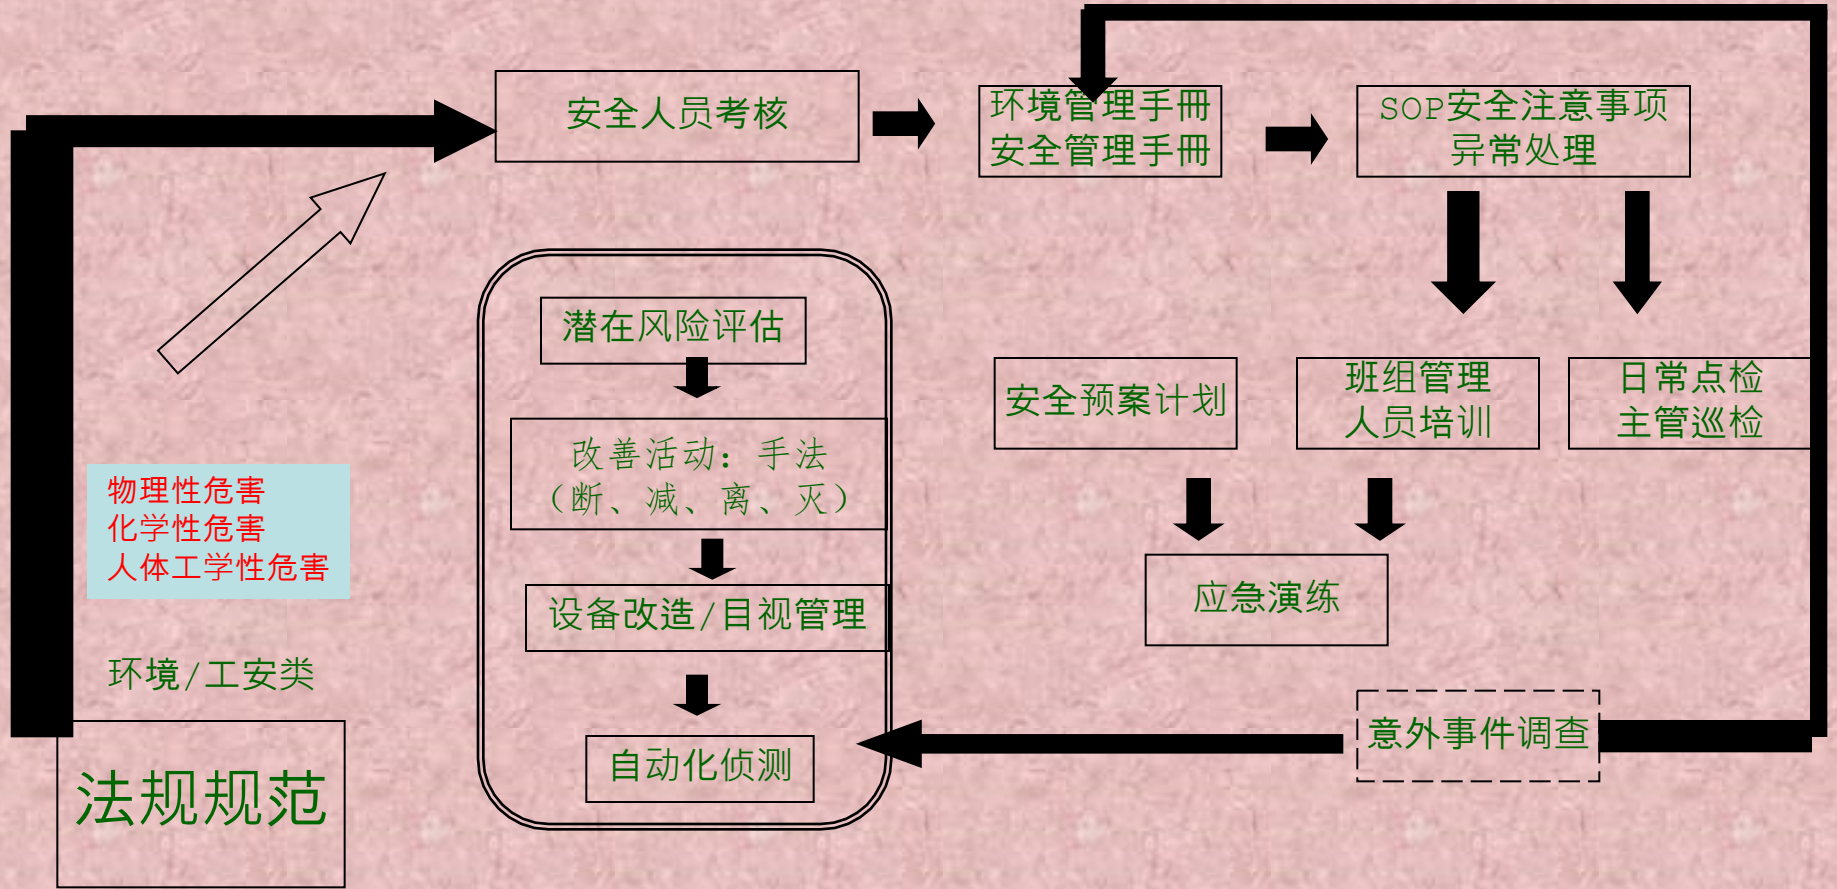 安全人员考核
环境管理手冊
安全管理手冊
SOP安全注意事项
异常处理
潜在风险评估
改善活动：手法
（断、减、离、灭）
设备改造/目视管理
自动化侦测
安全预案计划
班组管理
人员培训
日常点检
主管巡检
应急演练
意外事件调查
物理性危害
化学性危害
人体工学性危害
环境/工安类
法规规范